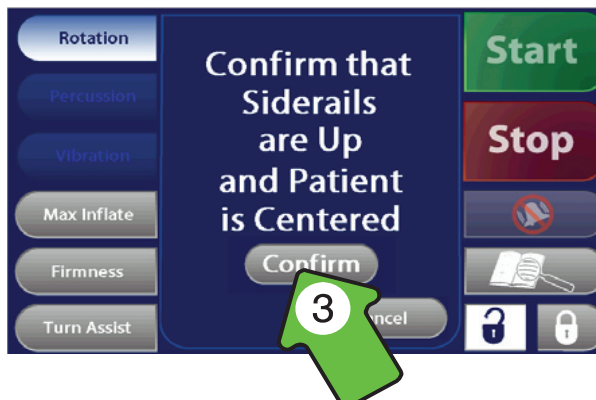 Rotation
Percussion
Vibration
Max Inflate
Firmness
Turn Assist
Confirm that
Siderails
are Up
and Patient
is Centered
Confirm
3
ncel
Start
Stop